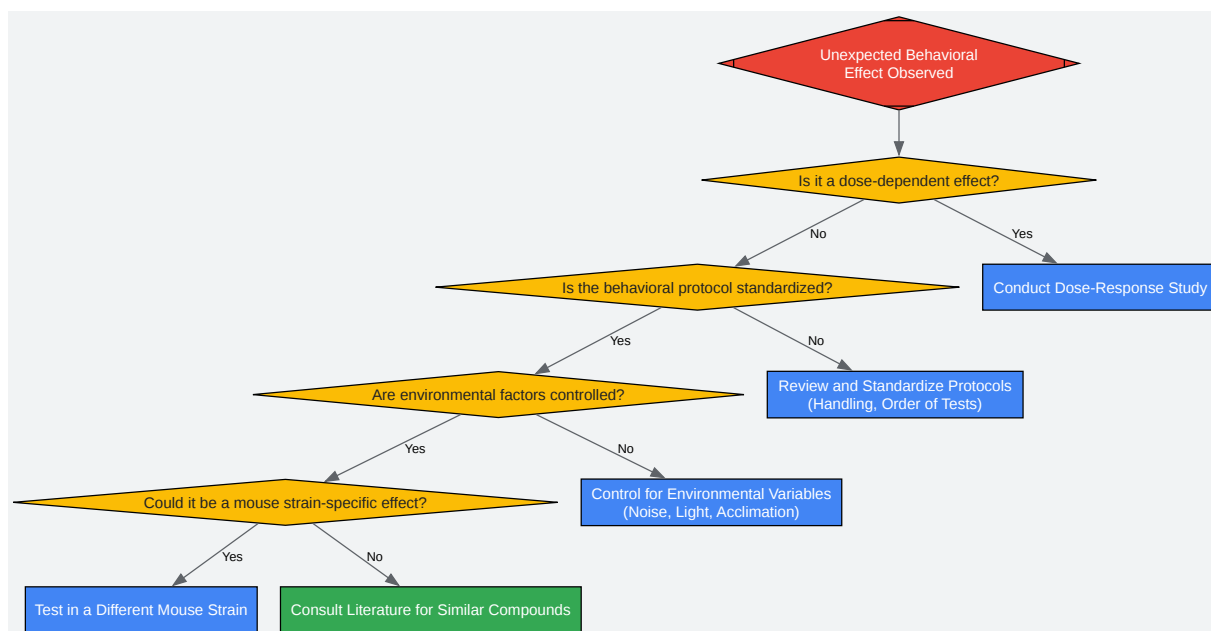 Unexpected Behavioral
Effect Observed
Is it a dose-dependent effect?
No
Yes
Is the behavioral protocol standardized?
Conduct Dose-Response Study
Yes
No
Are environmental factors controlled?
Review and Standardize Protocols
(Handling, Order of Tests)
Yes
No
Could it be a mouse strain-specific effect?
Control for Environmental Variables
(Noise, Light, Acclimation)
Yes
No
Test in a Different Mouse Strain
Consult Literature for Similar Compounds